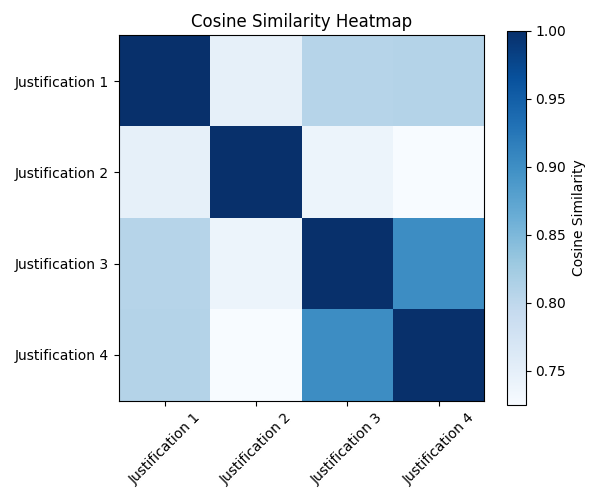 Cosine Similarity Heatmap
Justification 1
Justification 2
Justification 3
Justification 4
Justification 1
Justification 2
Justification 3
Justification 4
1.00
0.95
0.90
0.85
0.80
0.75
Cosine Similarity